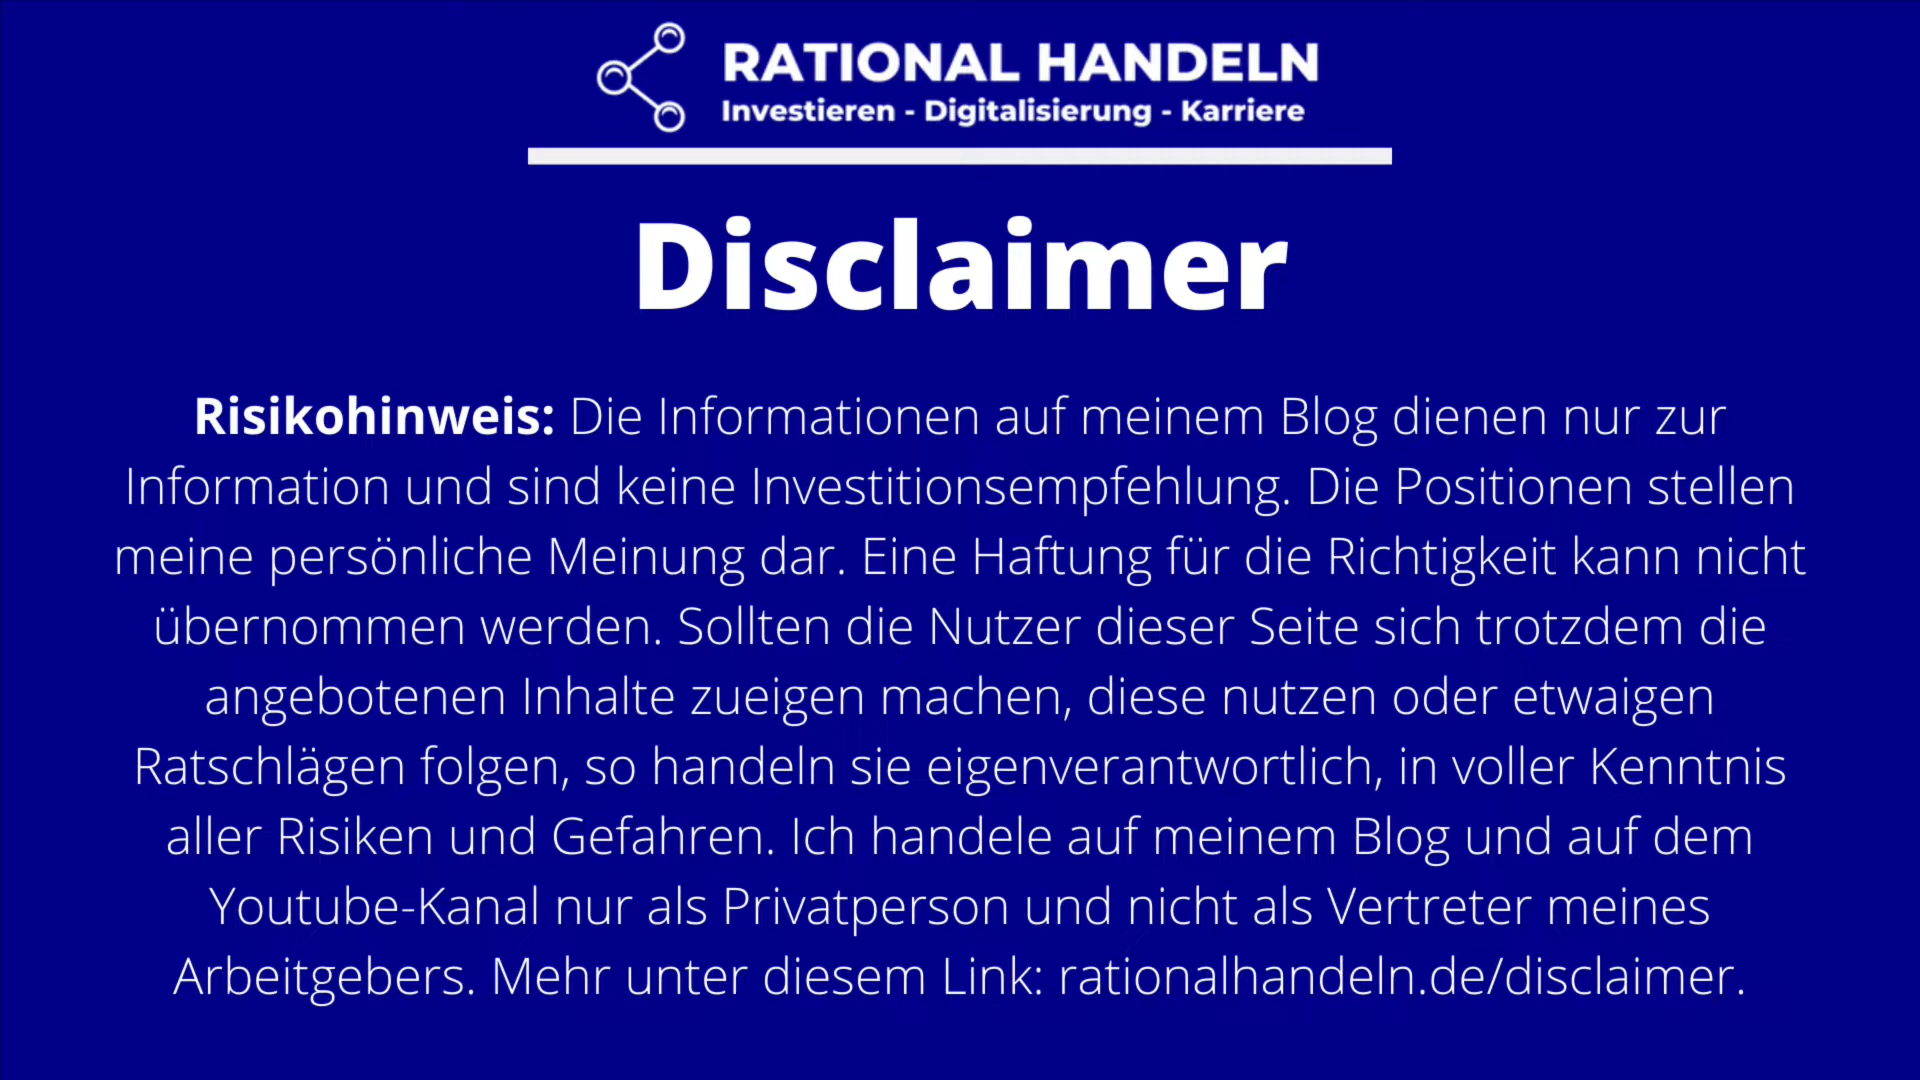 RATIONAL HANDELN
Investieren - Digitalisierung - Karriere
Disclaimer
Risikohinweis: Die Informationen auf meinem Blog dienen nur zur
Information und sind keine Investitionsempfehlung. Die Positionen stellen
meine persönliche Meinung dar. Eine Haftung für die Richtigkeit kann nicht
übernommen werden. Sollten die Nutzer dieser Seite sich trotzdem die
angebotenen Inhalte zueigen machen, diese nutzen oder etwaigen
Ratschlägen folgen, so handeln sie eigenverantwortlich, in voller Kenntnis
aller Risiken und Gefahren. Ich handele auf meinem Blog und auf dem
Youtube-Kanal nur als Privatperson und nicht als Vertreter meines
Arbeitgebers. Mehr unter diesem Link: rationalhandeln.de/disclaimer.